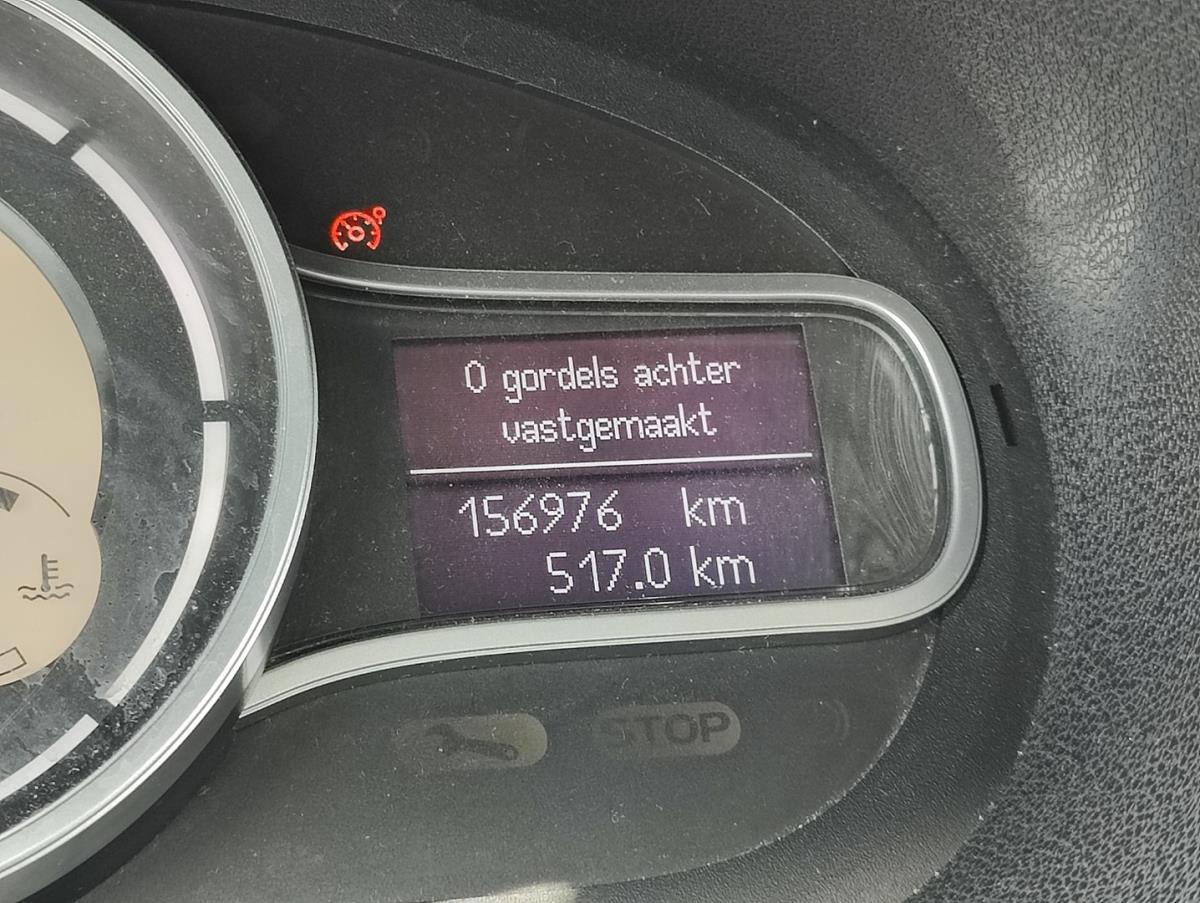 0 gordels achter
vastgemaakt
156976 km
517.0 km
STOP